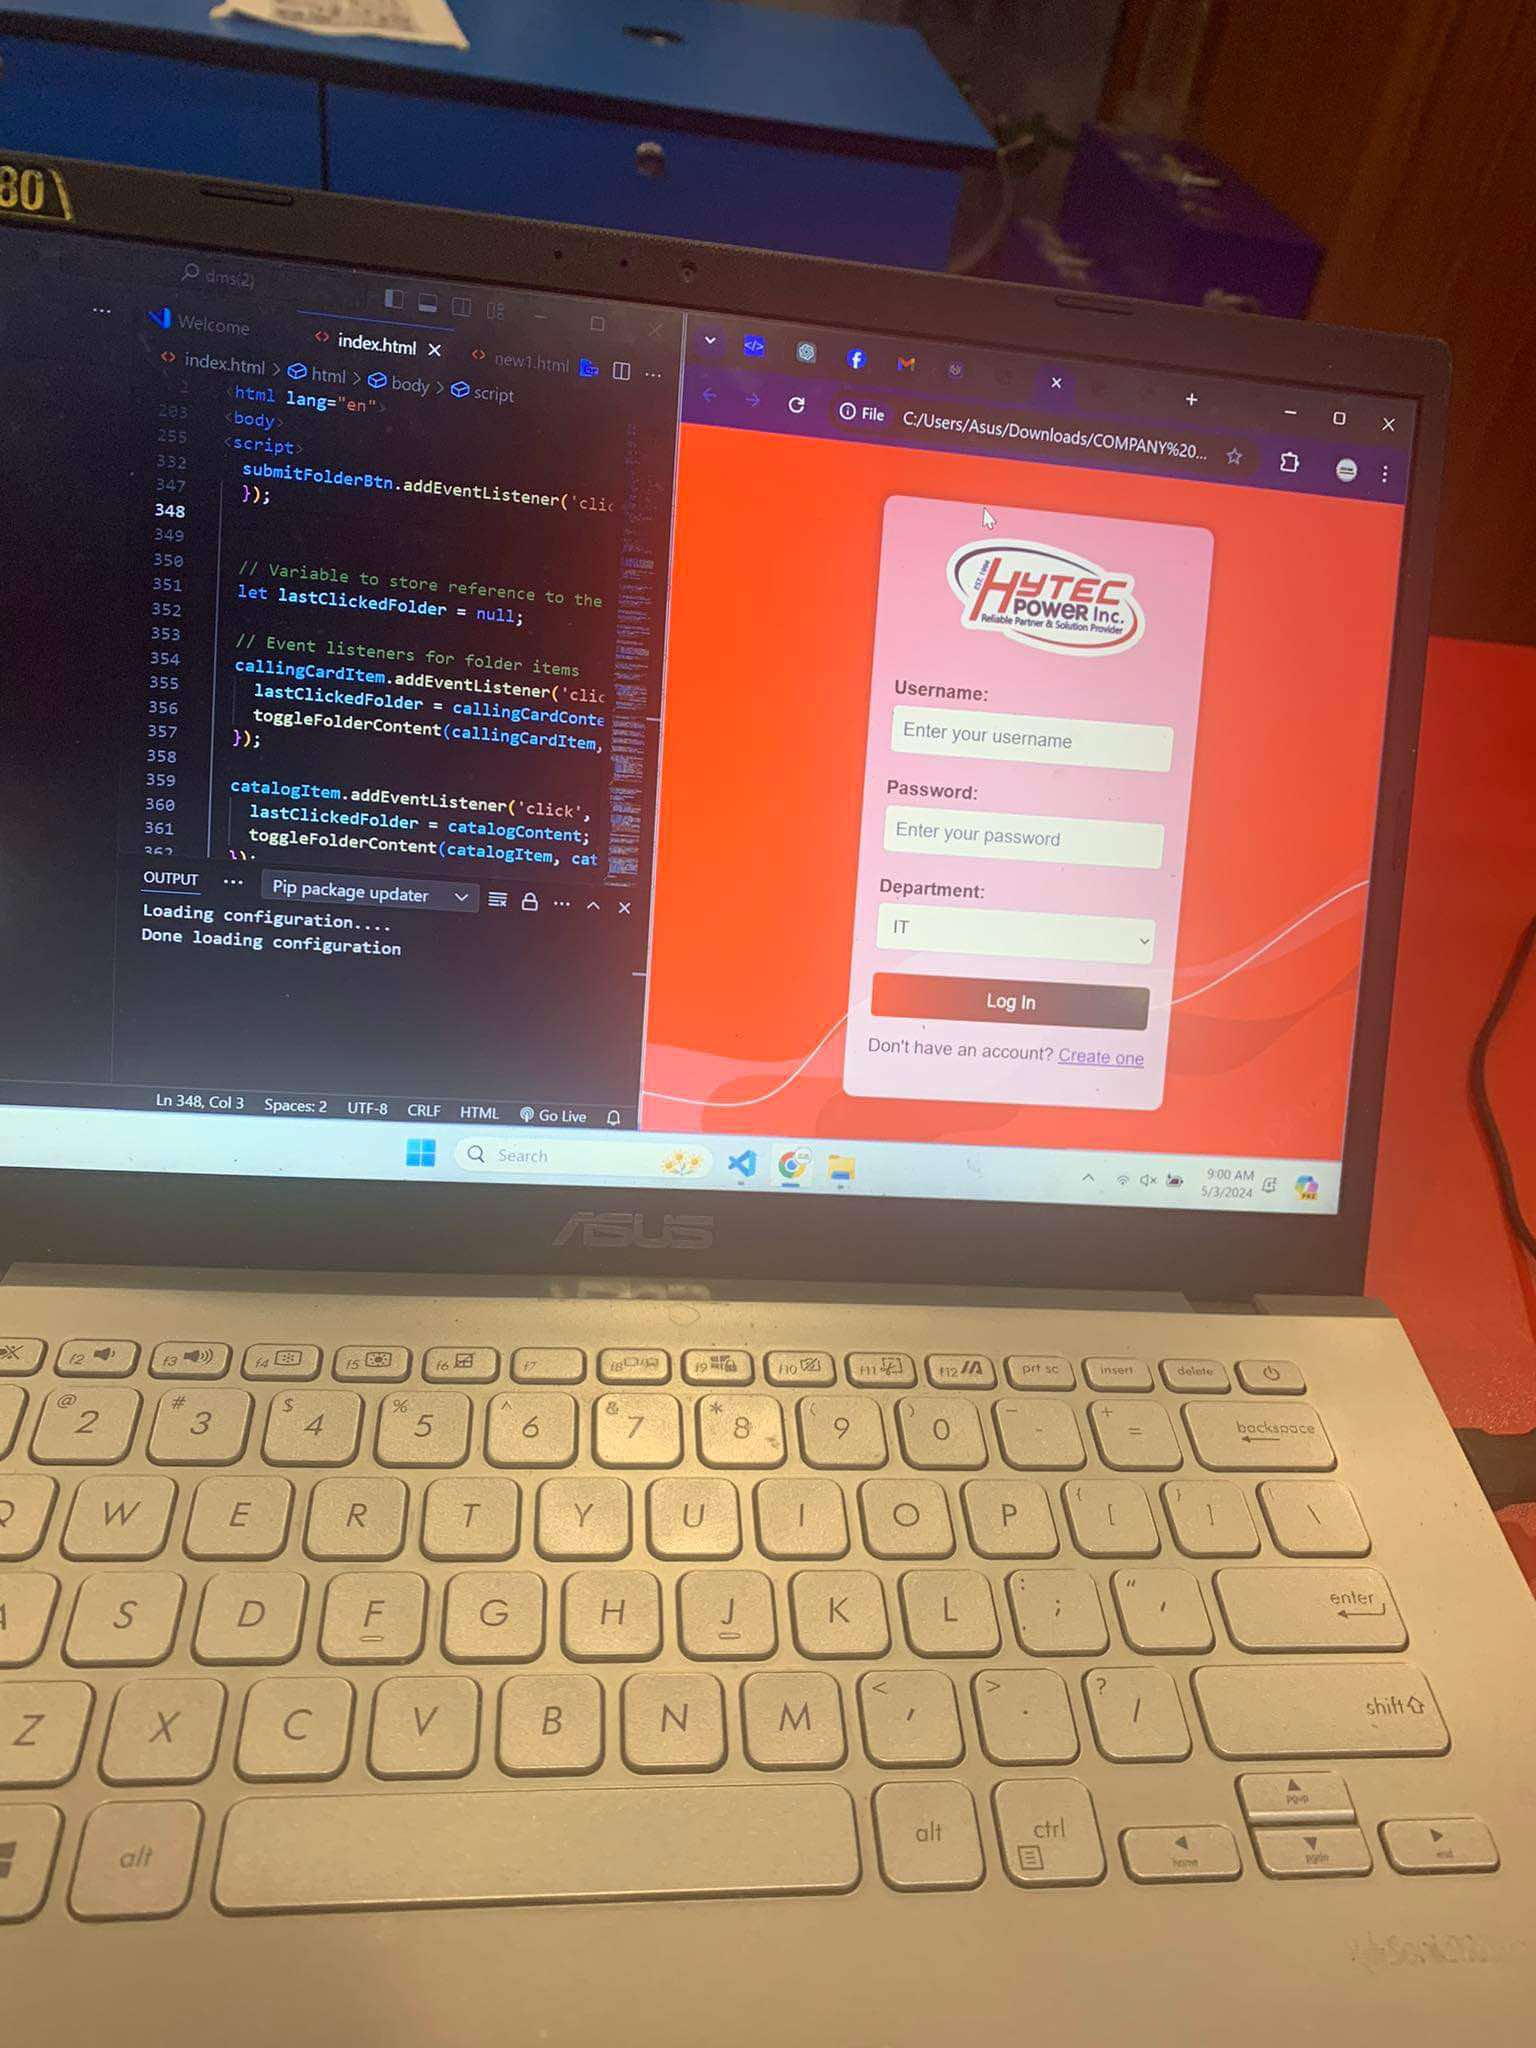 80
dms(2)
Welcome
index.html
new1.html
index.html > html > body > script
2 <html lang="en">
203 <body>
255 <script>
332 submitFolderBtn.addEventListener('clic
347 });
348
349
350 // Variable to store reference to the
351 let lastClickedFolder = null;
352
353 // Event listeners for folder items
354 callingCardItem.addEventListener('clic
355 lastClickedFolder = callingCardConte
356 toggleFolderContent(callingCardItem,
357 });
358
359 catalogItem.addEventListener('click',
360 lastClickedFolder = catalogContent;
361 toggleFolderContent(catalogItem, cat
362 });
OUTPUT
Pip package updater
Loading configuration....
Done loading configuration
Ln 348, Col 3 Spaces: 2 UTF-8 CRLF HTML Go Live
File C:/Users/Asus/Downloads/COMPANY%20...
EST. 1994
HYTEC
POWER Inc.
Reliable Partner & Solution Provider
Username:
Enter your username
Password:
Enter your password
Department:
IT
Log In
Don't have an account? Create one
Search
9:00 AM
5/3/2024
ASUS
f2 f3 f4 f5 f6 f7 f8 f9 f10 f11 f12 prt sc insert delete
@ 2 # 3 $ 4 % 5 ^ 6 & 7 * 8 ( 9 ) 0 _ - + = backspace
Q W E R T Y U I O P { [ } ] | \
A S D F G H J K L : ; " ' enter
Z X C V B N M < , > . ? / shift
alt alt ctrl home pgup pgdn end